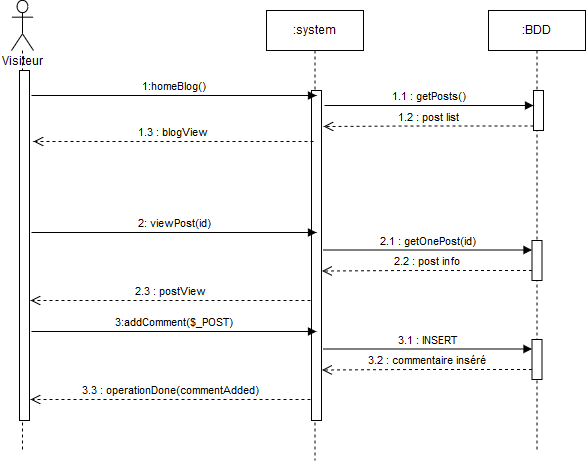 :system
:BDD
Visiteur
1:homeBlog()
1.1 : getPosts()
1.2 : post list
1.3 : blogView
2: viewPost(id)
2.1 : getOnePost(id)
2.2 : post info
2.3 : postView
3:addComment($_POST)
3.1 : INSERT
3.2 : commentaire inséré
3.3 : operationDone(commentAdded)